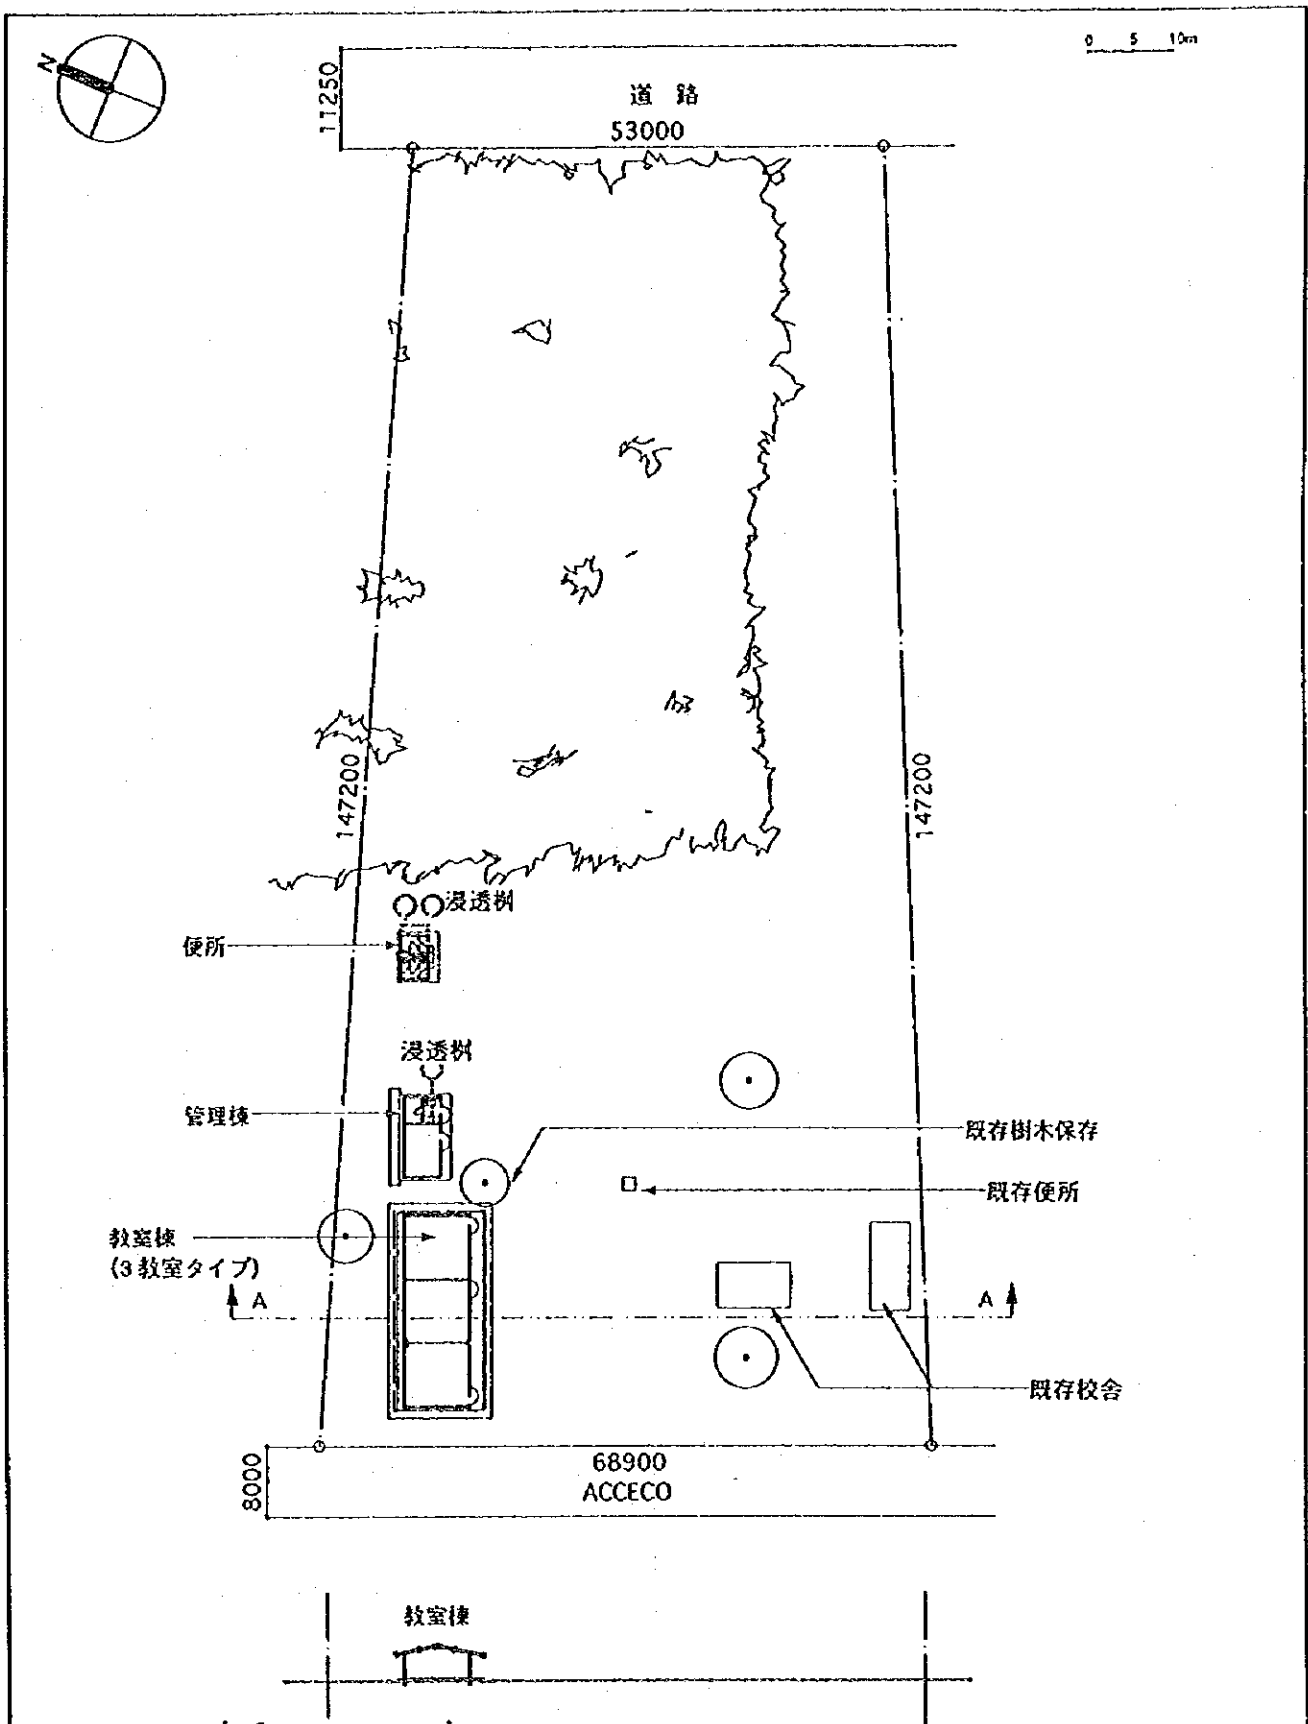 N
0 5 10m
11250
道路
53000
147200
147200
浸透桝
便所
浸透桝
管理棟
既存樹木保存
既存便所
教室棟
(3教室タイプ)
A
A
既存校舎
8000
68900
ACCECO
教室棟